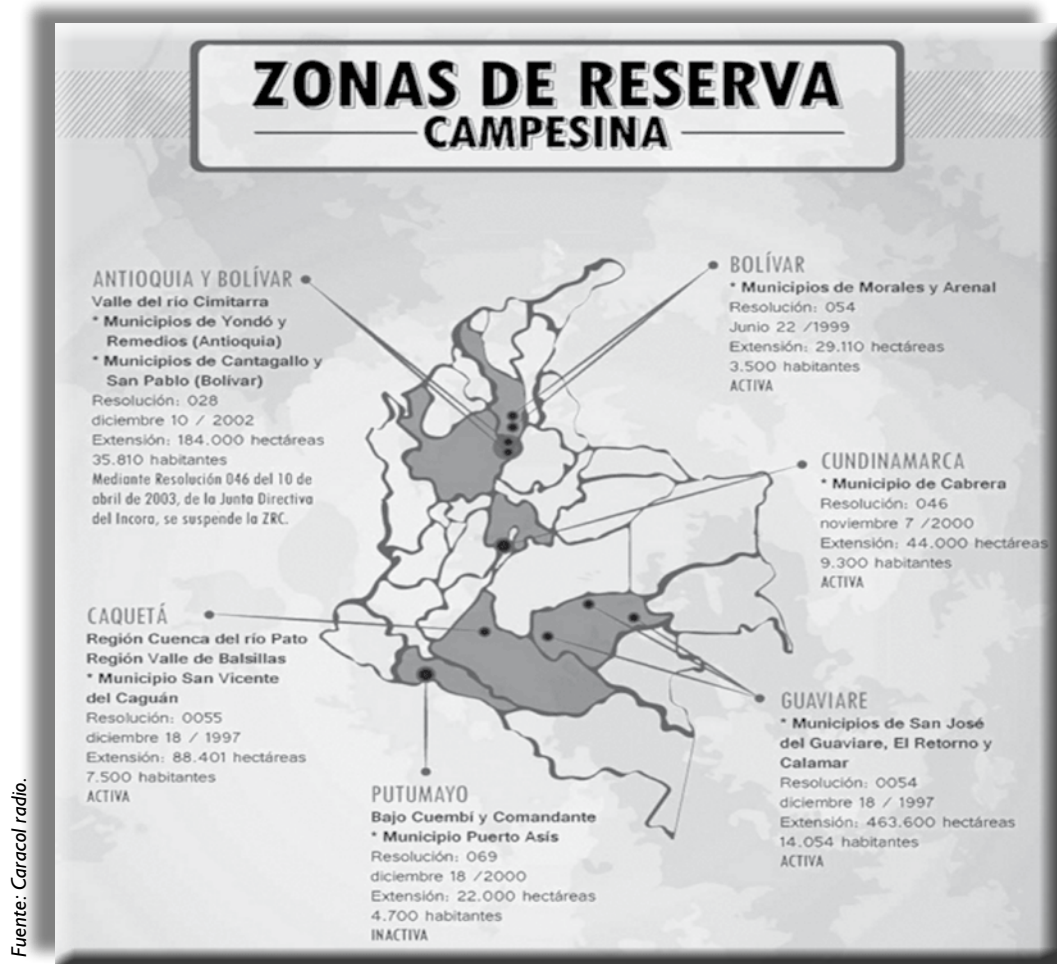 ZONAS DE RESERVA
CAMPESINA
ANTIOQUIA Y BOLÍVAR
Valle del río Cimitarra
* Municipios de Yondó y
Remedios (Antioquia)
* Municipios de Cantagallo y
San Pablo (Bolívar)
Resolución: 028
diciembre 10 / 2002
Extensión: 184.000 hectáreas
35.810 habitantes
Mediante Resolución 046 del 10 de
abril de 2003, de la Junta Directiva
del Incora, se suspende la ZRC.
BOLÍVAR
* Municipios de Morales y Arenal
Resolución: 054
Junio 22 /1999
Extensión: 29.110 hectáreas
3.500 habitantes
ACTIVA
CUNDINAMARCA
* Municipio de Cabrera
Resolución: 046
noviembre 7 /2000
Extensión: 44.000 hectáreas
9.300 habitantes
ACTIVA
CAQUETÁ
Región Cuenca del río Pato
Región Valle de Balsillas
* Municipio San Vicente
del Caguán
Resolución: 0055
diciembre 18 / 1997
Extensión: 88.401 hectáreas
7.500 habitantes
ACTIVA
PUTUMAYO
Bajo Cuembí y Comandante
* Municipio Puerto Asís
Resolución: 069
diciembre 18 /2000
Extensión: 22.000 hectáreas
4.700 habitantes
INACTIVA
GUAVIARE
* Municipios de San José
del Guaviare, El Retorno y
Calamar
Resolución: 0054
diciembre 18 / 1997
Extensión: 463.600 hectáreas
14.054 habitantes
ACTIVA
Fuente: Caracol radio.